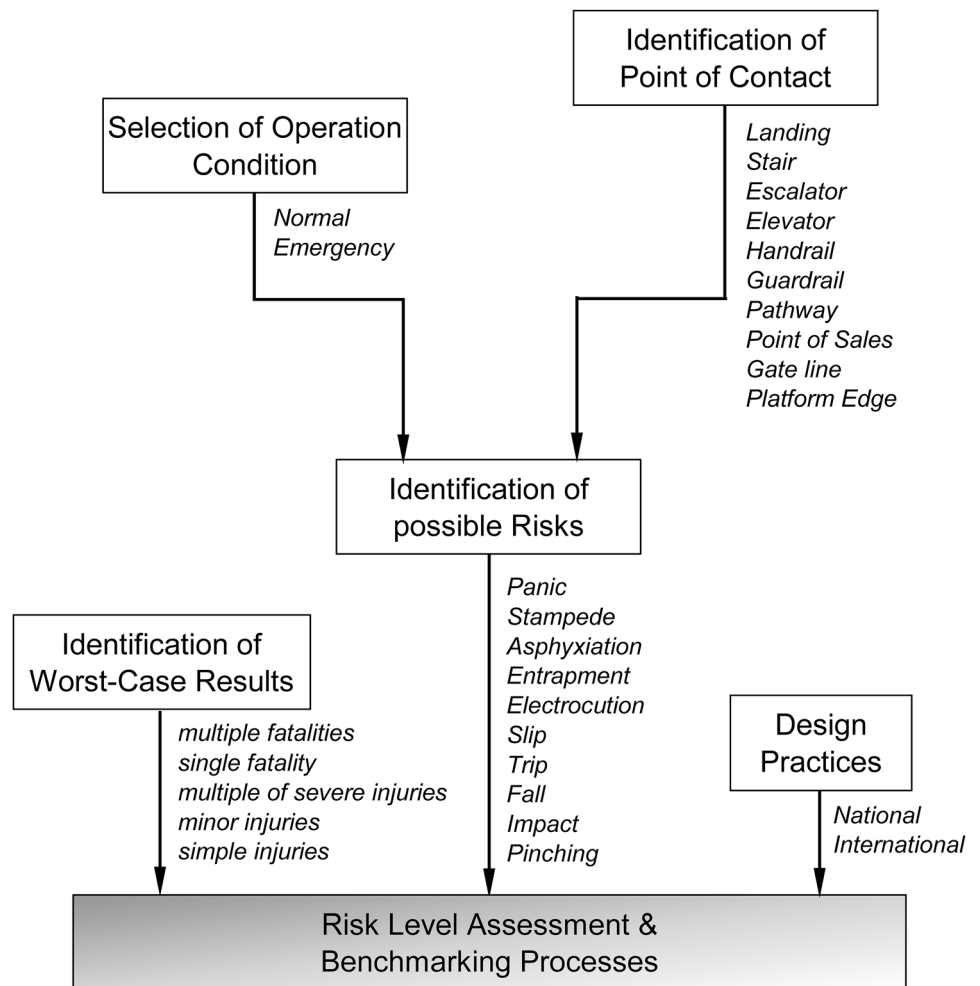 Identification of
Point of Contact
Selection of Operation
Condition
Landing
Stair
Escalator
Elevator
Handrail
Guardrail
Pathway
Point of Sales
Gate line
Platform Edge
Normal
Emergency
Identification of
possible Risks
Panic
Stampede
Asphyxiation
Entrapment
Electrocution
Slip
Trip
Fall
Impact
Pinching
Identification of
Worst-Case Results
multiple fatalities
single fatality
multiple of severe injuries
minor injuries
simple injuries
Design
Practices
National
International
Risk Level Assessment &
Benchmarking Processes